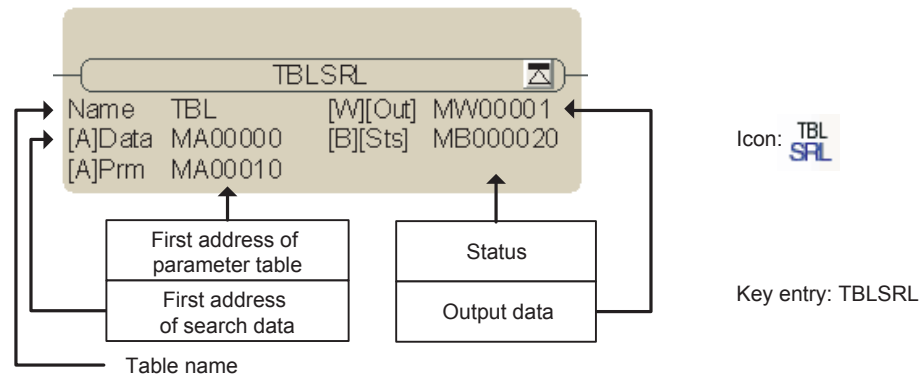 TBLSRL
Name TBL [W][Out] MW00001
[A]Data MA00000 [B][Sts] MB000020
[A]Prm MA00010
Icon: TBL
SRL
First address of
parameter table
First address
of search data
Status
Output data
Key entry: TBLSRL
Table name